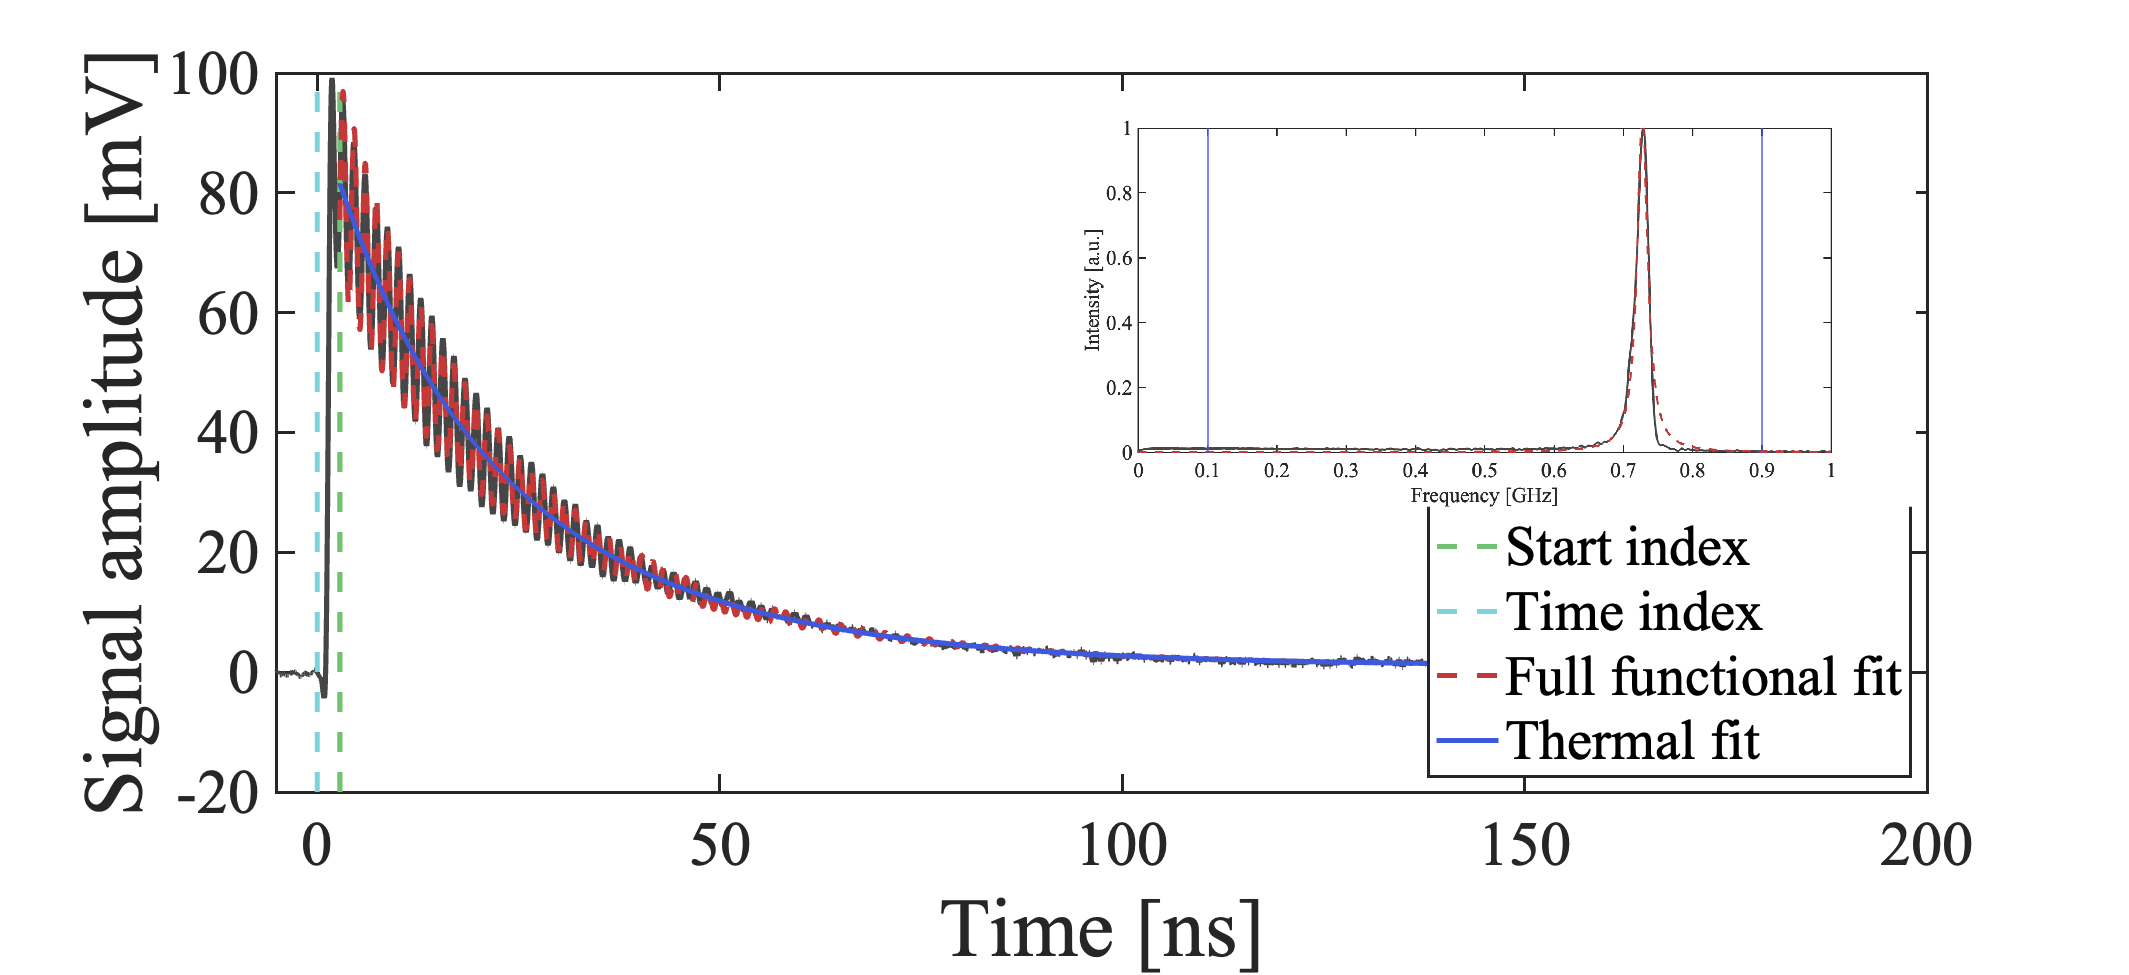 Signal amplitude [mV]
100
80
60
40
20
0
-20
0 50 100 150 200
Time [ns]
Intensity [a.u.]
1
0.8
0.6
0.4
0.2
0
0 0.1 0.2 0.3 0.4 0.5 0.6 0.7 0.8 0.9 1
Frequency [GHz]
Start index
Time index
Full functional fit
Thermal fit